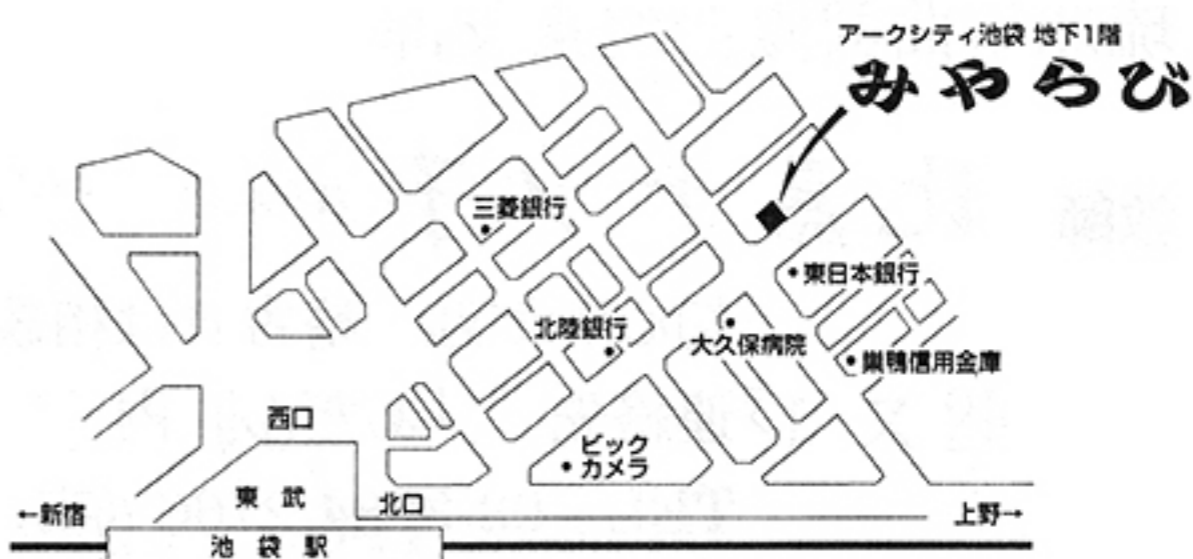 アークシティ池袋 地下1階
みやらび
三菱銀行
東日本銀行
北陸銀行
大久保病院
巣鴨信用金庫
西口
ビック
カメラ
東武
北口
←新宿
上野→
池袋駅